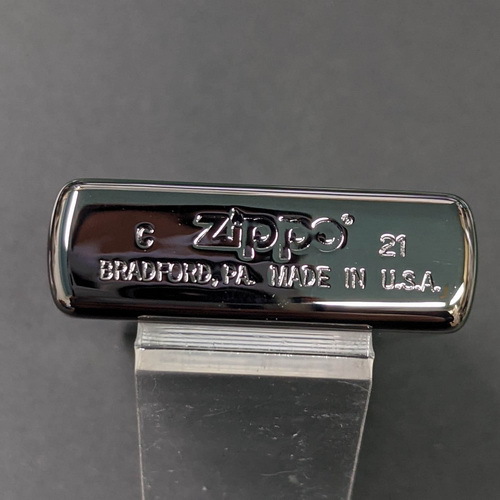 C Zippo® 21
BRADFORD, PA. MADE IN U.S.A.